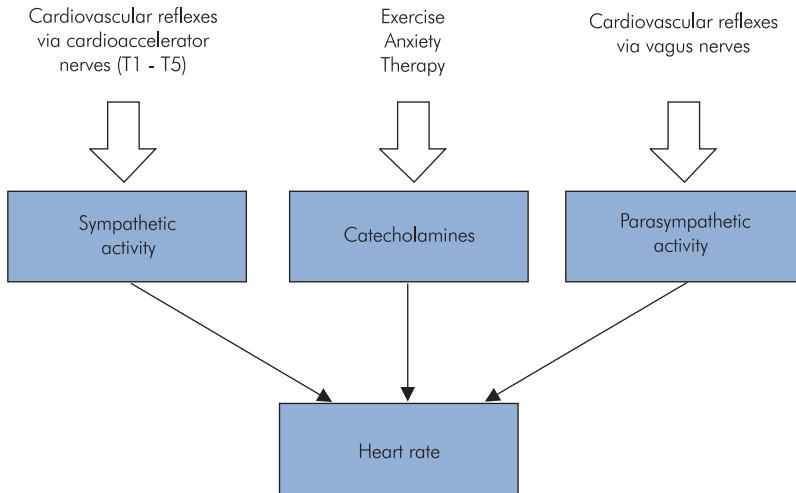 Cardiovascular reflexes
via cardioaccelerator
nerves (T1 - T5)
Exercise
Anxiety
Therapy
Cardiovascular reflexes
via vagus nerves
Sympathetic
activity
Catecholamines
Parasympathetic
activity
Heart rate